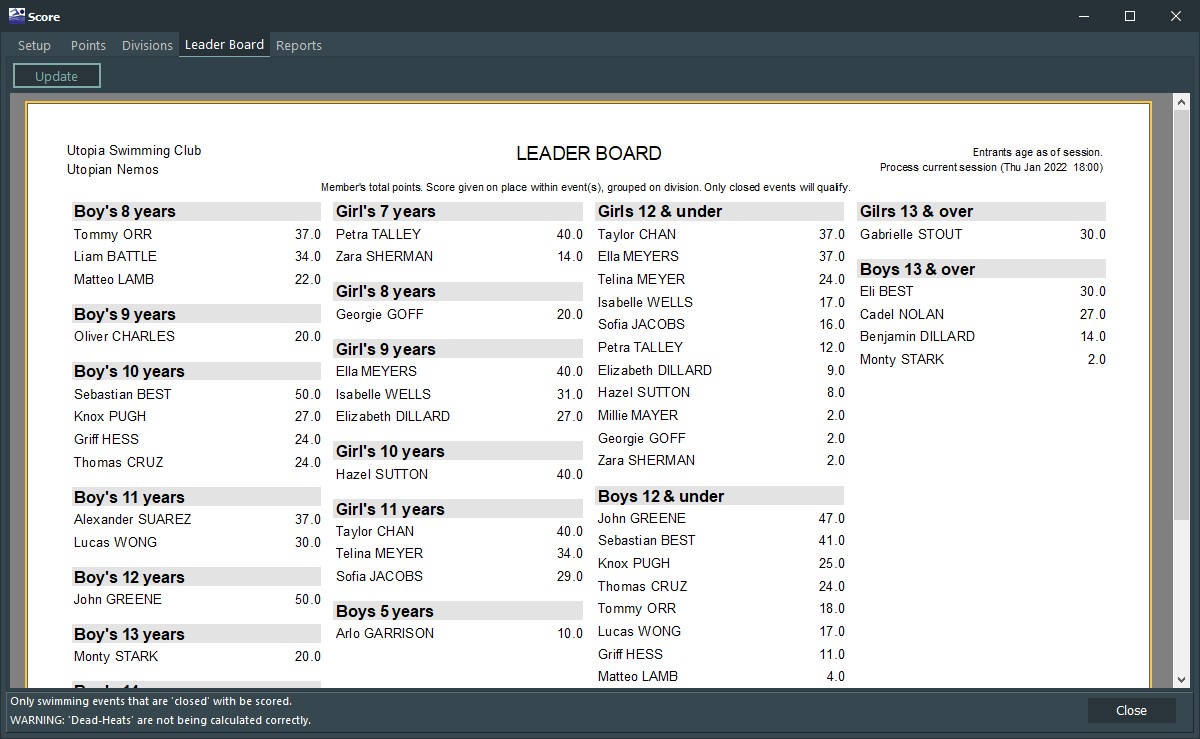 Score
Setup Points Divisions Leader Board Reports
Update
Utopia Swimming Club
Utopian Nemos
LEADER BOARD
Entrants age as of session.
Process current session (Thu Jan 2022 18:00)
Member's total points. Score given on place within event(s), grouped on division. Only closed events will qualify.
Boy's 8 years
Tommy ORR 37.0
Liam BATTLE 34.0
Matteo LAMB 22.0
Boy's 9 years
Oliver CHARLES 20.0
Boy's 10 years
Sebastian BEST 50.0
Knox PUGH 27.0
Griff HESS 24.0
Thomas CRUZ 24.0
Boy's 11 years
Alexander SUAREZ 37.0
Lucas WONG 30.0
Boy's 12 years
John GREENE 50.0
Boy's 13 years
Monty STARK 20.0
Girl's 7 years
Petra TALLEY 40.0
Zara SHERMAN 14.0
Girl's 8 years
Georgie GOFF 20.0
Girl's 9 years
Ella MEYERS 40.0
Isabelle WELLS 31.0
Elizabeth DILLARD 27.0
Girl's 10 years
Hazel SUTTON 40.0
Girl's 11 years
Taylor CHAN 40.0
Telina MEYER 34.0
Sofia JACOBS 29.0
Boys 5 years
Arlo GARRISON 10.0
Girls 12 & under
Taylor CHAN 37.0
Ella MEYERS 37.0
Telina MEYER 24.0
Isabelle WELLS 17.0
Sofia JACOBS 16.0
Petra TALLEY 12.0
Elizabeth DILLARD 9.0
Hazel SUTTON 8.0
Millie MAYER 2.0
Georgie GOFF 2.0
Zara SHERMAN 2.0
Boys 12 & under
John GREENE 47.0
Sebastian BEST 41.0
Knox PUGH 25.0
Thomas CRUZ 24.0
Tommy ORR 18.0
Lucas WONG 17.0
Griff HESS 11.0
Matteo LAMB 4.0
Gilrs 13 & over
Gabrielle STOUT 30.0
Boys 13 & over
Eli BEST 30.0
Cadel NOLAN 27.0
Benjamin DILLARD 14.0
Monty STARK 2.0
Only swimming events that are 'closed' with be scored.
WARNING: 'Dead-Heats' are not being calculated correctly.
Close